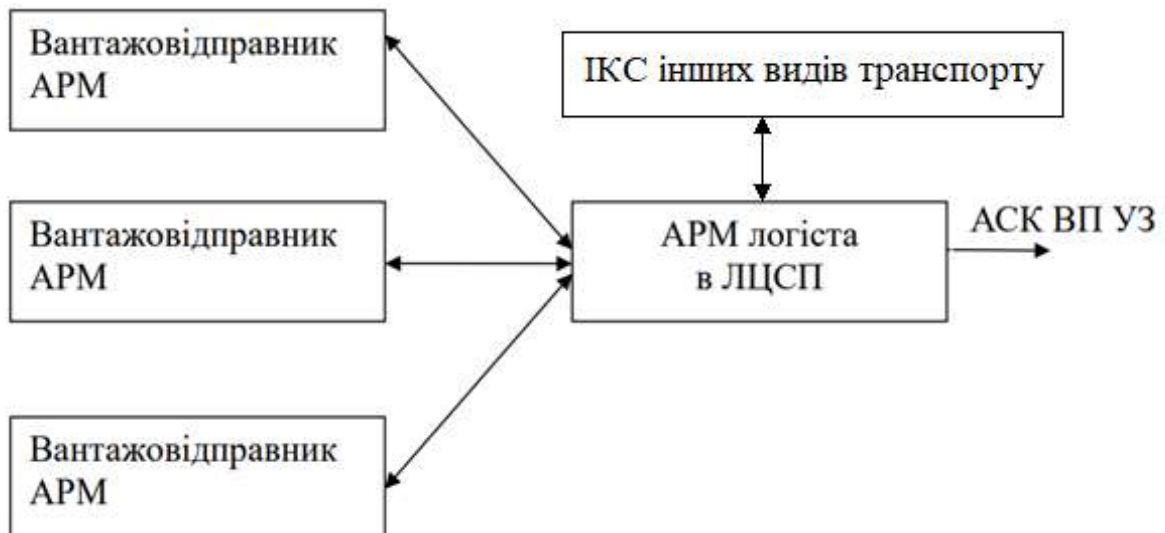 Вантажовідправник
АРМ
ІКС інших видів транспорту
Вантажовідправник
АРМ
АРМ логіста
в ЛЦСП
АСК ВП УЗ
Вантажовідправник
АРМ